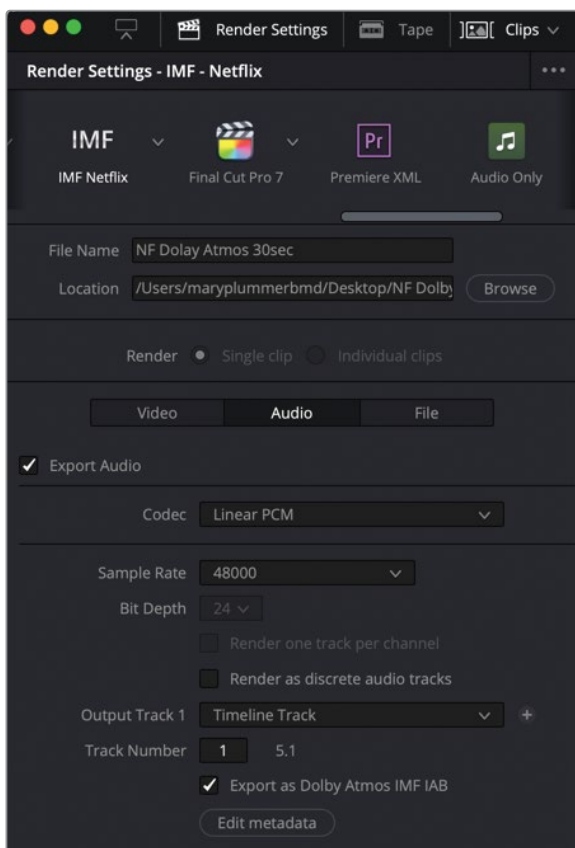 Render Settings
Tape
Clips
Render Settings - IMF - Netflix
IMF
Pr
IMF Netflix
Final Cut Pro 7
Premiere XML
Audio Only
File Name NF Dolay Atmos 30sec
Location /Users/maryplummerbmd/Desktop/NF Dolby Browse
Render Single clip Individual clips
Video Audio File
Export Audio
Codec Linear PCM
Sample Rate 48000
Bit Depth 24
Render one track per channel
Render as discrete audio tracks
Output Track 1 Timeline Track +
Track Number 1 5.1
Export as Dolby Atmos IMF IAB
Edit metadata